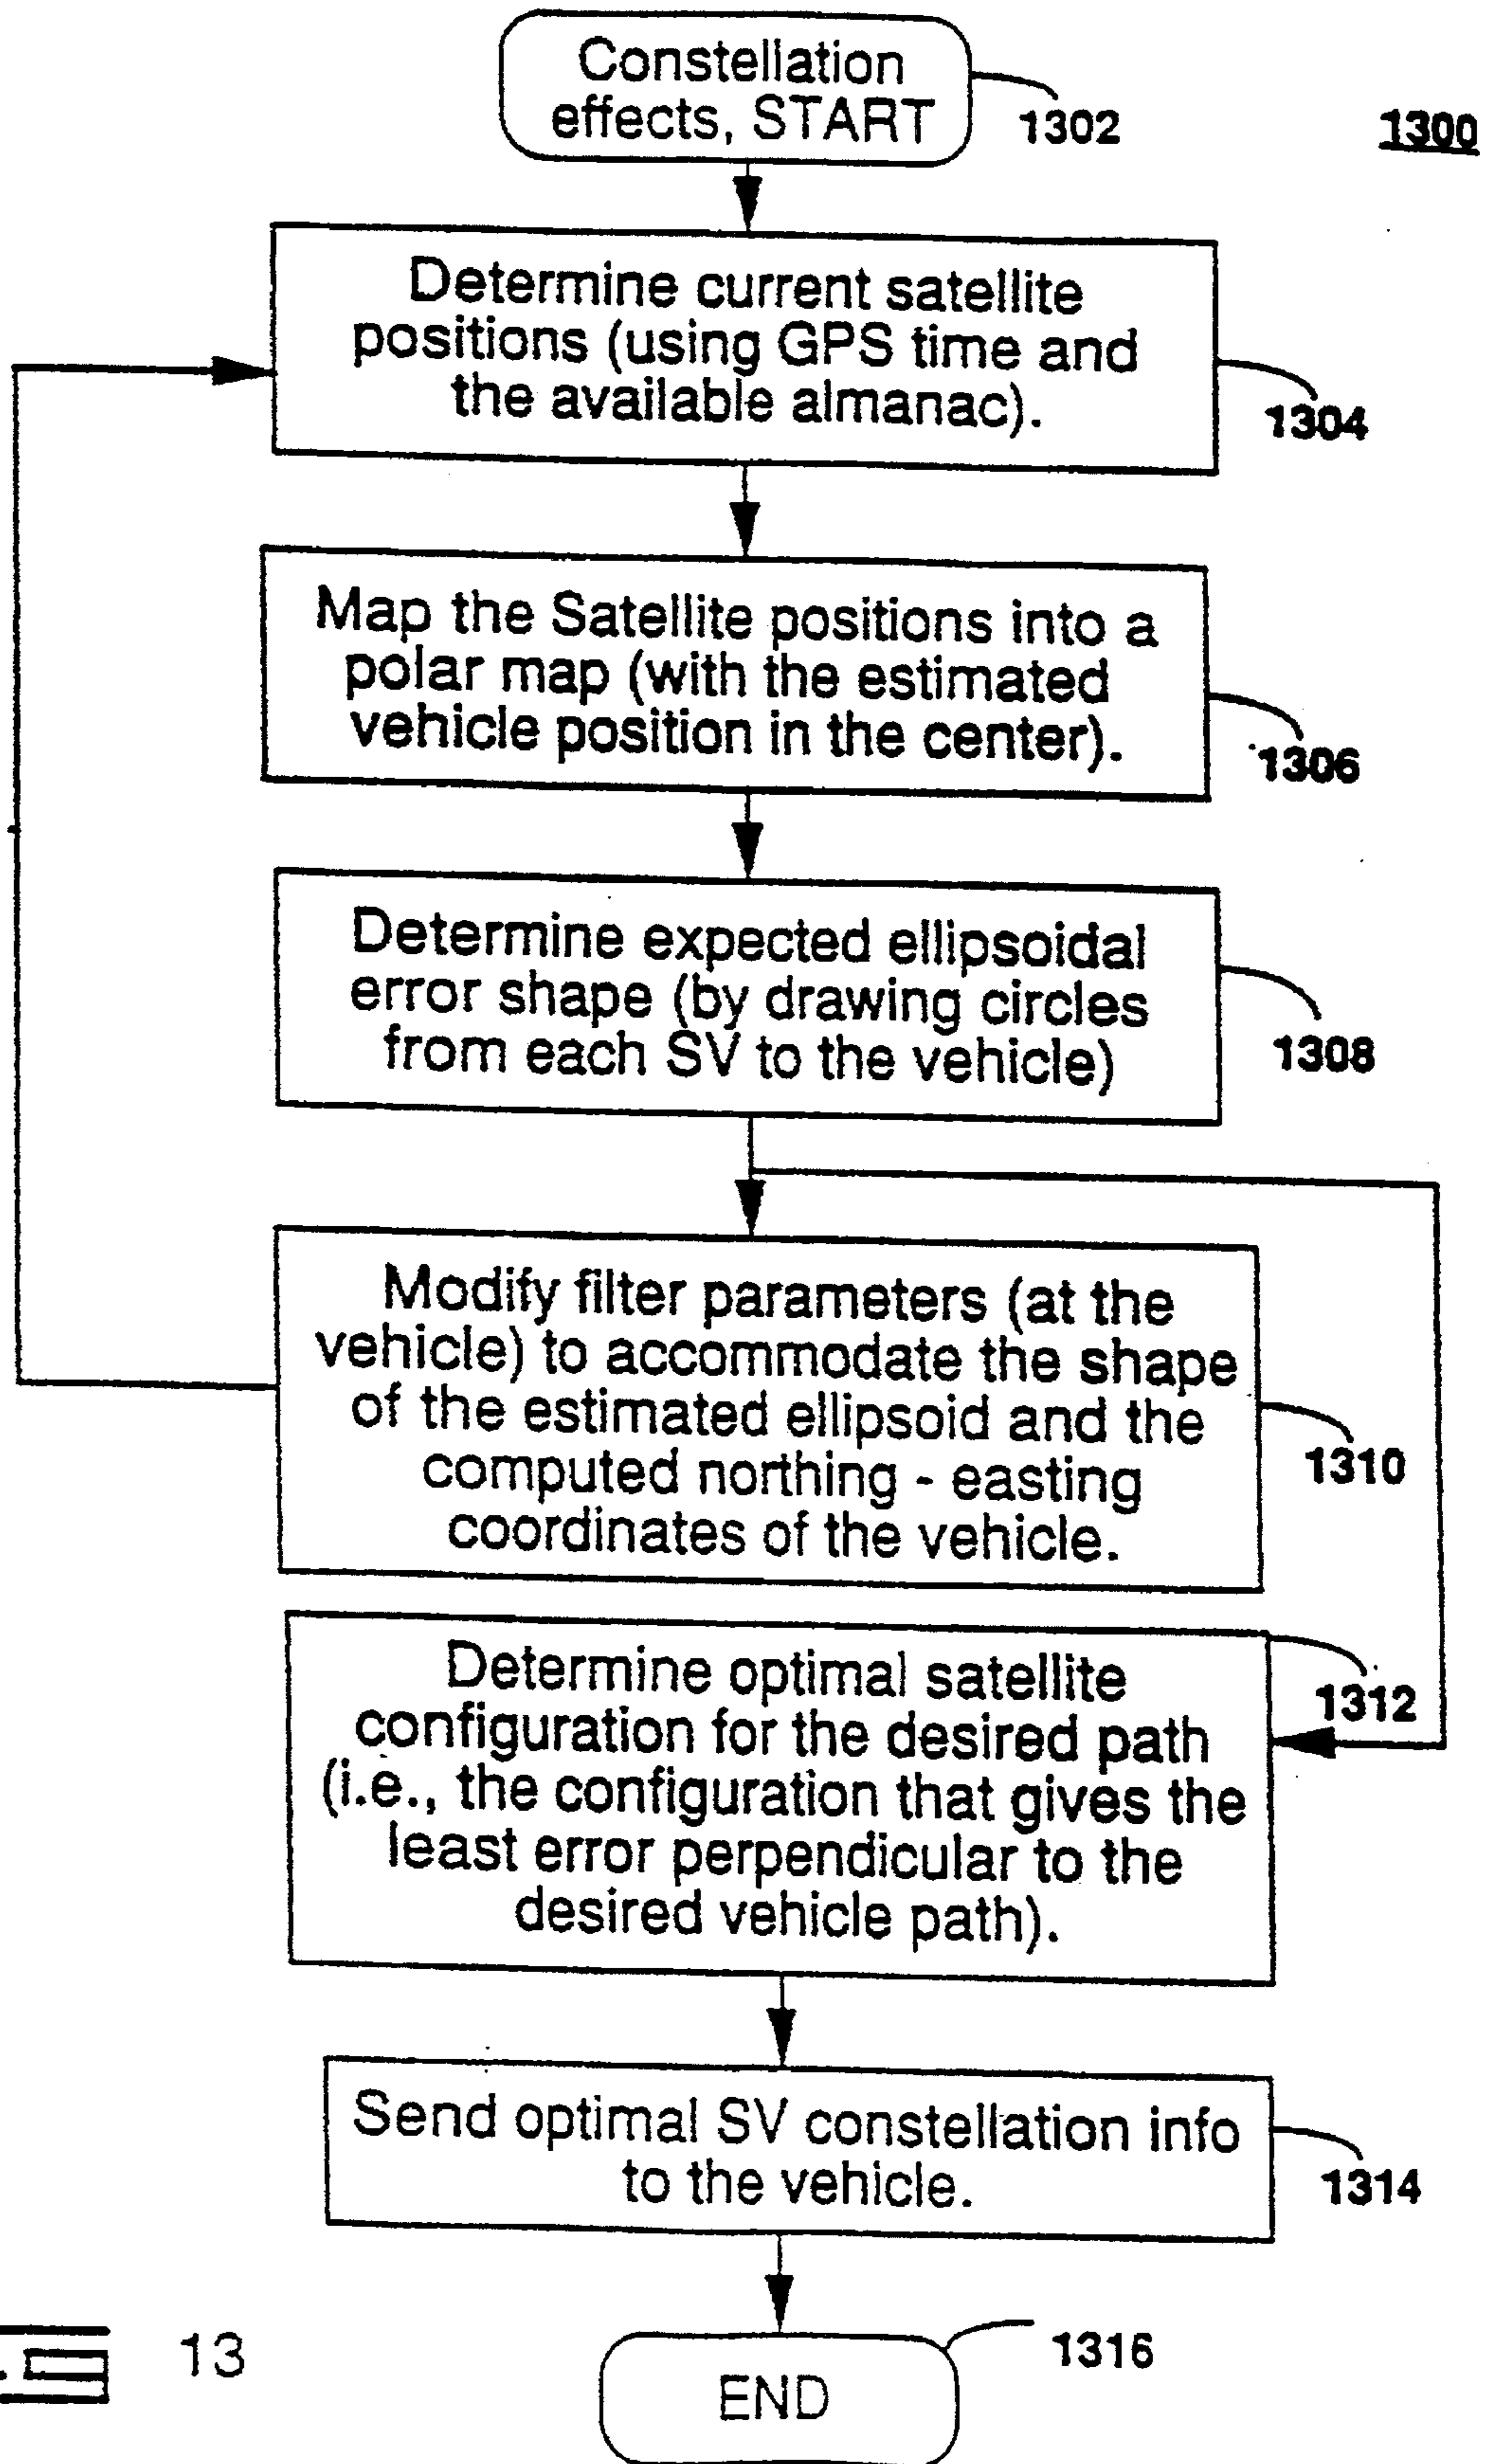 Constellation
effects, START
1302
1300
Determine current satellite
positions (using GPS time and
the available almanac).
1304
Map the Satellite positions into a
polar map (with the estimated
vehicle position in the center).
1306
Determine expected ellipsoidal
error shape (by drawing circles
from each SV to the vehicle)
1308
Modify filter parameters (at the
vehicle) to accommodate the shape
of the estimated ellipsoid and the
computed northing - easting
coordinates of the vehicle.
1310
Determine optimal satellite
configuration for the desired path
(i.e., the configuration that gives the
least error perpendicular to the
desired vehicle path).
1312
Send optimal SV constellation info
to the vehicle.
1314
13
END
1316